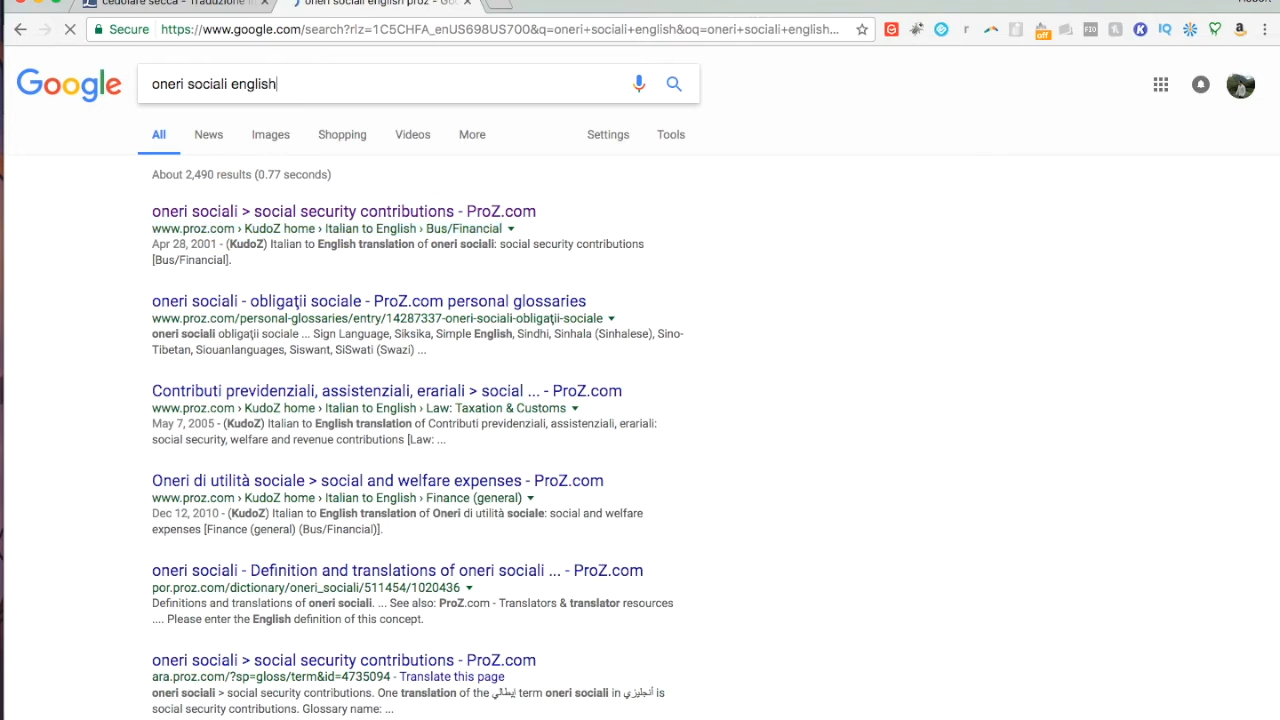 cedolare secca - Traduzione
oneri sociali english proz - Goo
Secure https://www.google.com/search?rlz=1C5CHFA_enUS698US700&q=oneri+sociali+english&oq=oneri+sociali+english...
off F10 IQ
Google
oneri sociali english
All News Images Shopping Videos More Settings Tools
About 2,490 results (0.77 seconds)
oneri sociali > social security contributions - ProZ.com
www.proz.com › KudoZ home › Italian to English › Bus/Financial
Apr 28, 2001 - (KudoZ) Italian to English translation of oneri sociali: social security contributions
[Bus/Financial].
oneri sociali - obligaţii sociale - ProZ.com personal glossaries
www.proz.com/personal-glossaries/entry/14287337-oneri-sociali-obligaţii-sociale
oneri sociali obligaţii sociale ... Sign Language, Siksika, Simple English, Sindhi, Sinhala (Sinhalese), Sino-
Tibetan, Siouanlanguages, Siswant, SiSwati (Swazi) ...
Contributi previdenziali, assistenziali, erariali > social ... - ProZ.com
www.proz.com › KudoZ home › Italian to English › Law: Taxation & Customs
May 7, 2005 - (KudoZ) Italian to English translation of Contributi previdenziali, assistenziali, erariali:
social security, welfare and revenue contributions [Law: ...
Oneri di utilità sociale > social and welfare expenses - ProZ.com
www.proz.com › KudoZ home › Italian to English › Finance (general)
Dec 12, 2010 - (KudoZ) Italian to English translation of Oneri di utilità sociale: social and welfare
expenses [Finance (general) (Bus/Financial)].
oneri sociali - Definition and translations of oneri sociali ... - ProZ.com
por.proz.com/dictionary/oneri_sociali/511454/1020436
Definitions and translations of oneri sociali. ... See also: ProZ.com - Translators & translator resources
.... Please enter the English definition of this concept.
oneri sociali > social security contributions - ProZ.com
ara.proz.com/?sp=gloss/term&id=4735094 - Translate this page
oneri sociali > social security contributions. One translation of the إيطالي term oneri sociali in أنجليزي is
social security contributions. Glossary name: ...